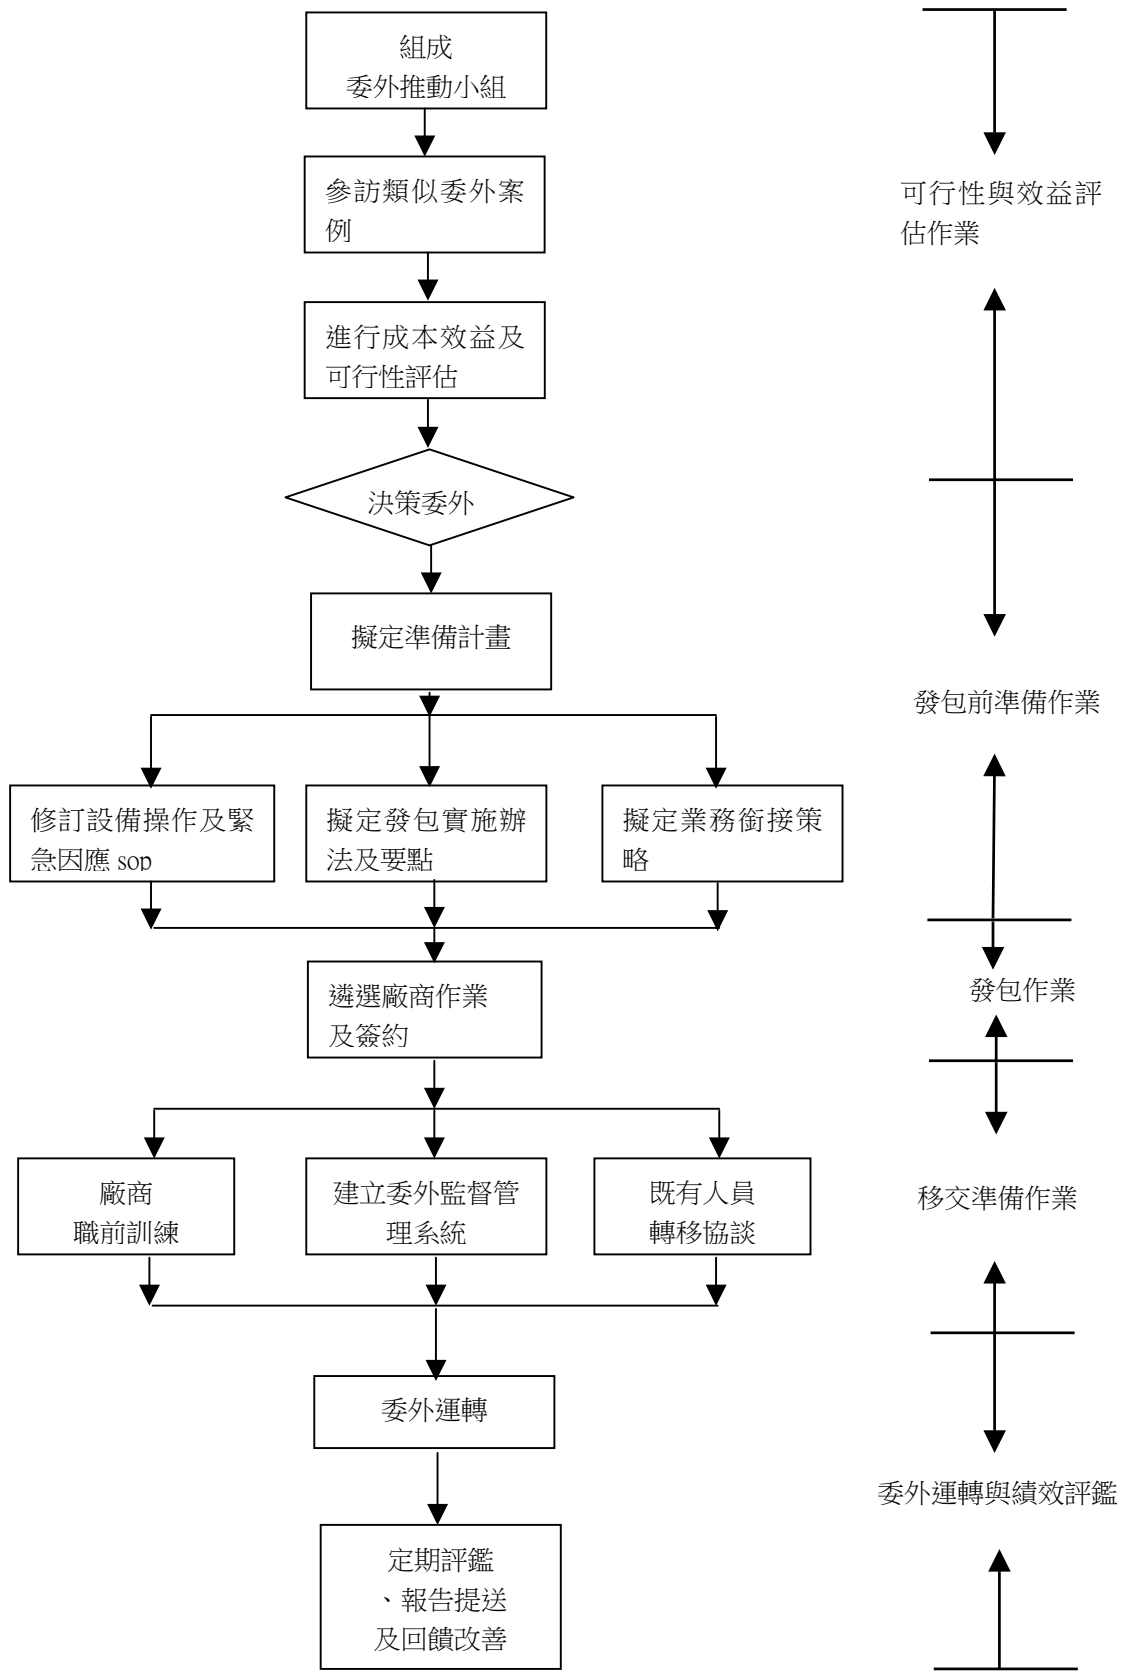 組成
委外推動小組
參訪類似委外案
例
可行性與效益評
估作業
進行成本效益及
可行性評估
決策委外
擬定準備計畫
發包前準備作業
修訂設備操作及緊
急因應 sop
擬定發包實施辦
法及要點
擬定業務銜接策
略
遴選廠商作業
及簽約
發包作業
廠商
職前訓練
建立委外監督管
理系統
既有人員
轉移協談
移交準備作業
委外運轉
委外運轉與績效評鑑
定期評鑑
、報告提送
及回饋改善